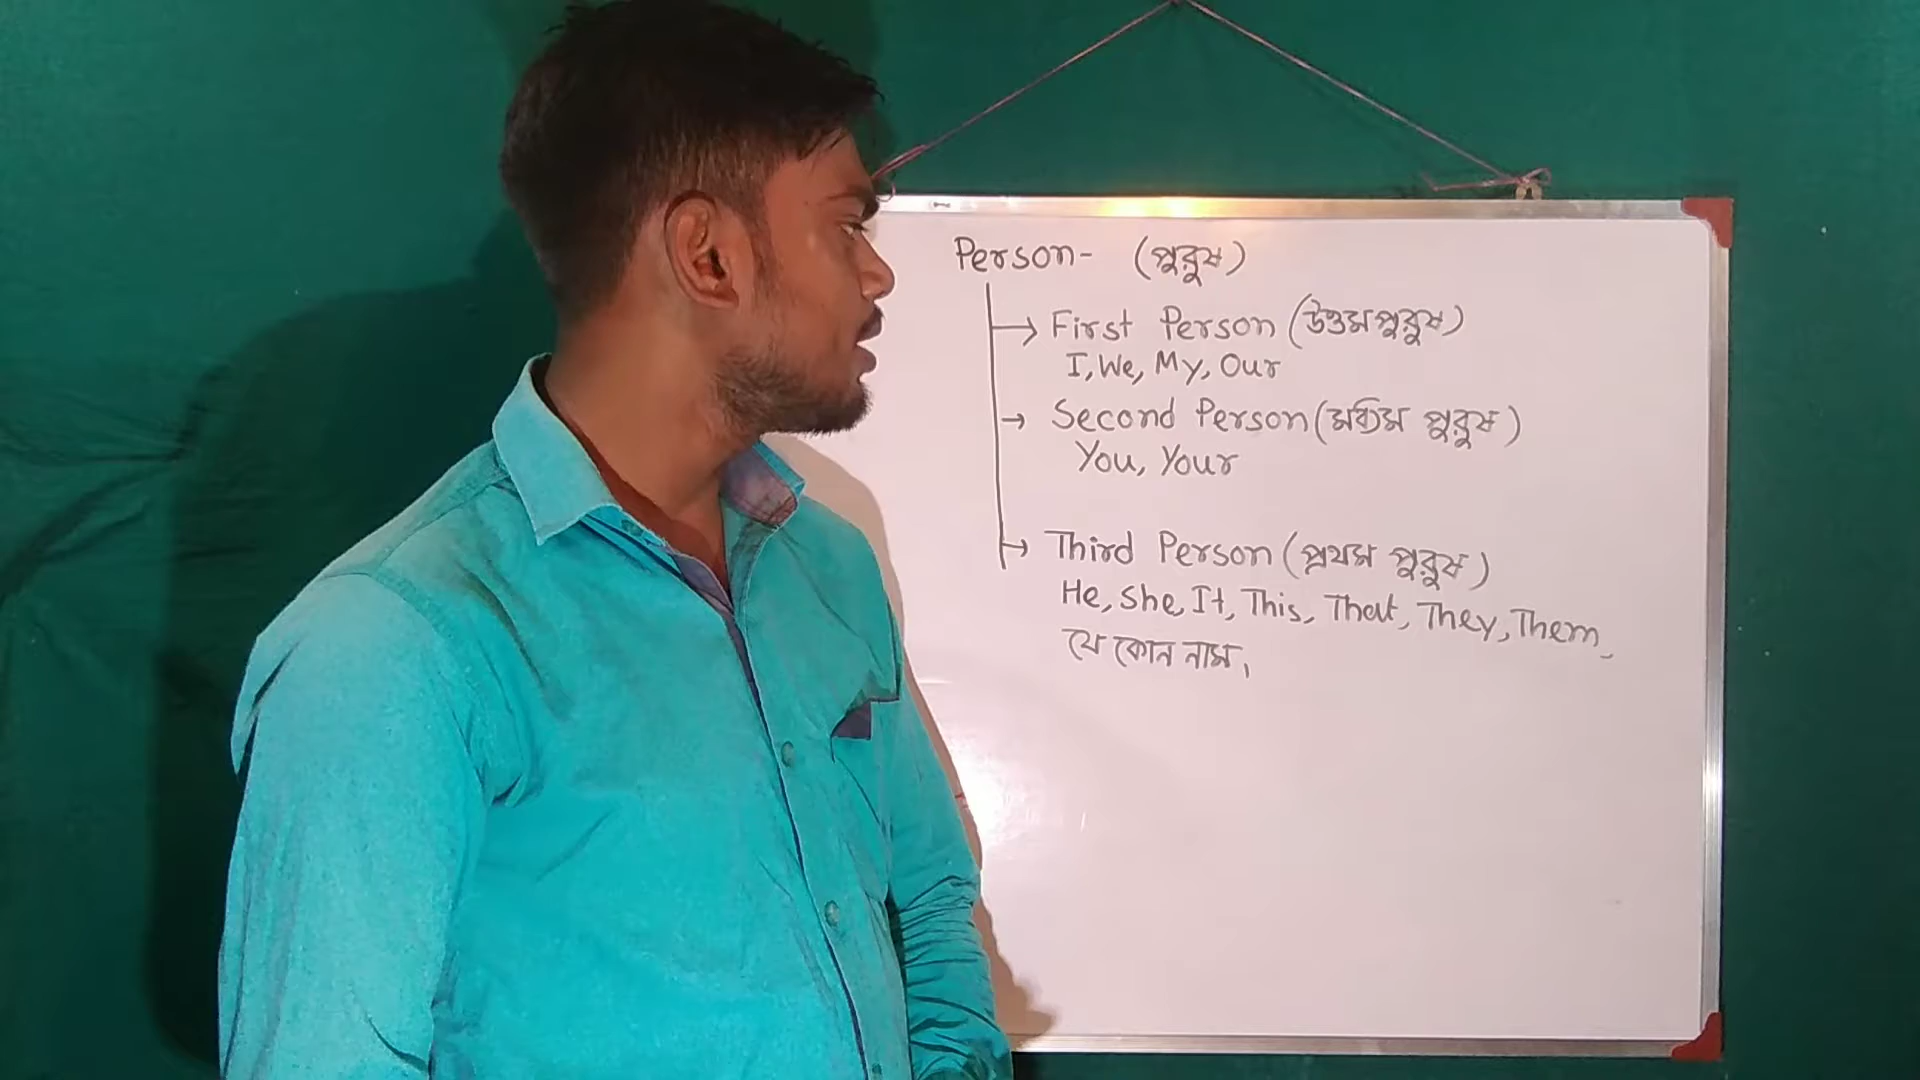 Person- (পুরুষ)
First Person (উত্তমপুরুষ)
I, We, My, Our
Second Person (মধ্যম পুরুষ)
You, Your
Third Person (প্রথম পুরুষ)
He, She, It, This, That, They, Them,
যে কোন নাম,